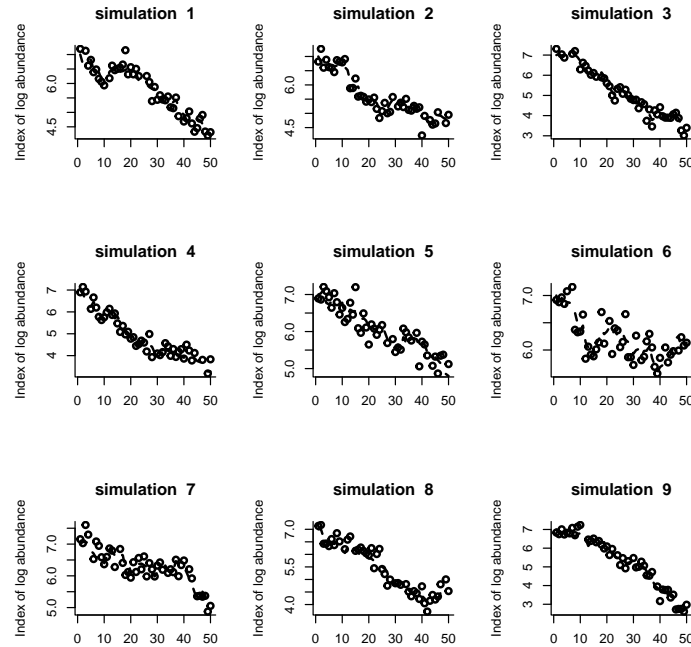 simulation 1
Index of log abundance
4.5 6.0
0 10 20 30 40 50
simulation 2
Index of log abundance
4.5 6.0
0 10 20 30 40 50
simulation 3
Index of log abundance
3 4 5 6 7
0 10 20 30 40 50
simulation 4
Index of log abundance
4 5 6 7
0 10 20 30 40 50
simulation 5
Index of log abundance
5.0 6.0 7.0
0 10 20 30 40 50
simulation 6
Index of log abundance
6.0 7.0
0 10 20 30 40 50
simulation 7
Index of log abundance
5.0 6.0 7.0
0 10 20 30 40 50
simulation 8
Index of log abundance
4.0 5.5 7.0
0 10 20 30 40 50
simulation 9
Index of log abundance
3 4 5 6 7
0 10 20 30 40 50